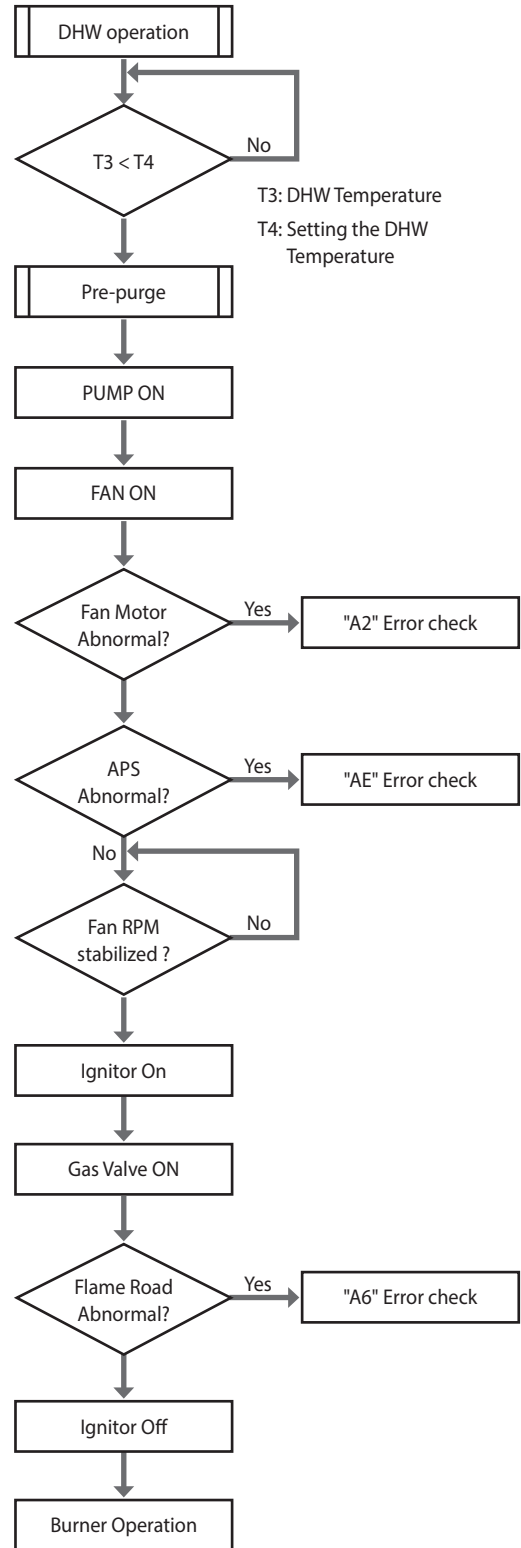 DHW operation
No
T3 < T4
T3: DHW Temperature
T4: Setting the DHW
Temperature
Pre-purge
PUMP ON
FAN ON
Fan Motor
Abnormal?
Yes
"A2" Error check
APS
Abnormal?
Yes
"AE" Error check
No
Fan RPM
stabilized ?
No
Ignitor On
Gas Valve ON
Flame Road
Abnormal?
Yes
"A6" Error check
Ignitor Off
Burner Operation